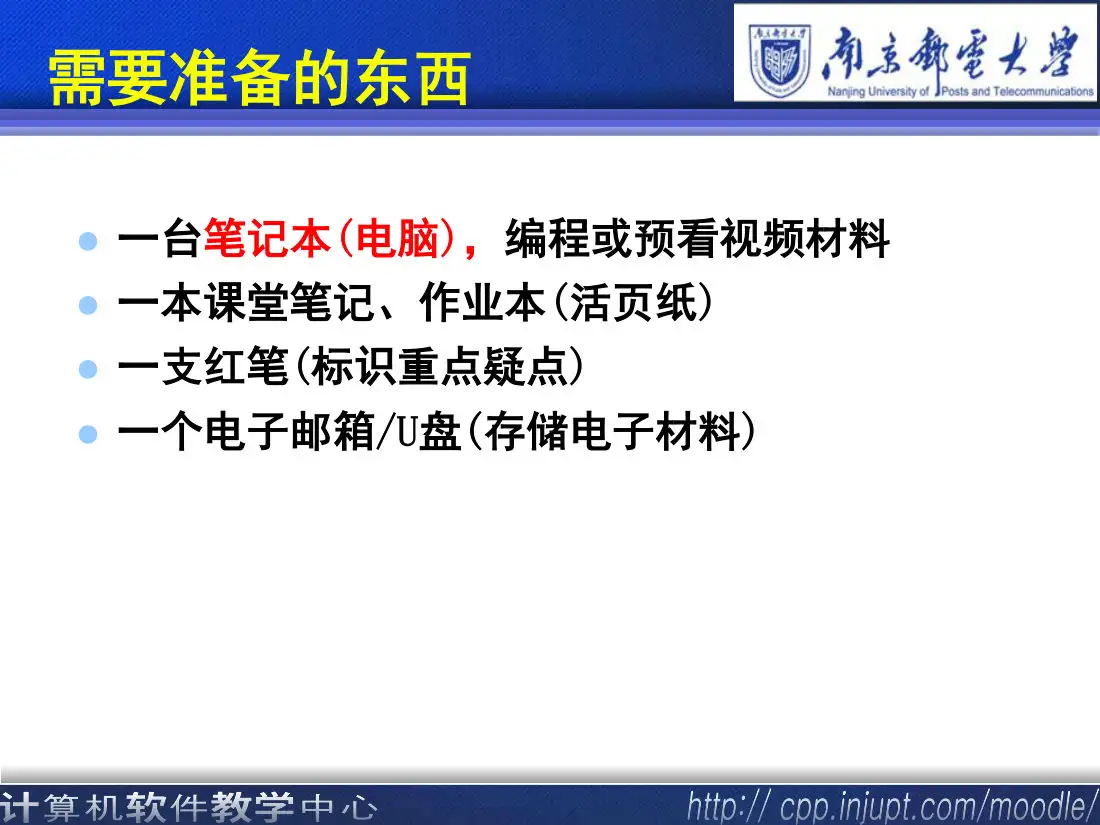 需要准备的东西
南京郵電大學
Nanjing University of Posts and Telecommunications
一台笔记本(电脑)，编程或预看视频材料
一本课堂笔记、作业本(活页纸)
一支红笔(标识重点疑点)
一个电子邮箱/U盘(存储电子材料)
计算机软件教学中心
http:// cpp.injupt.com/moodle/